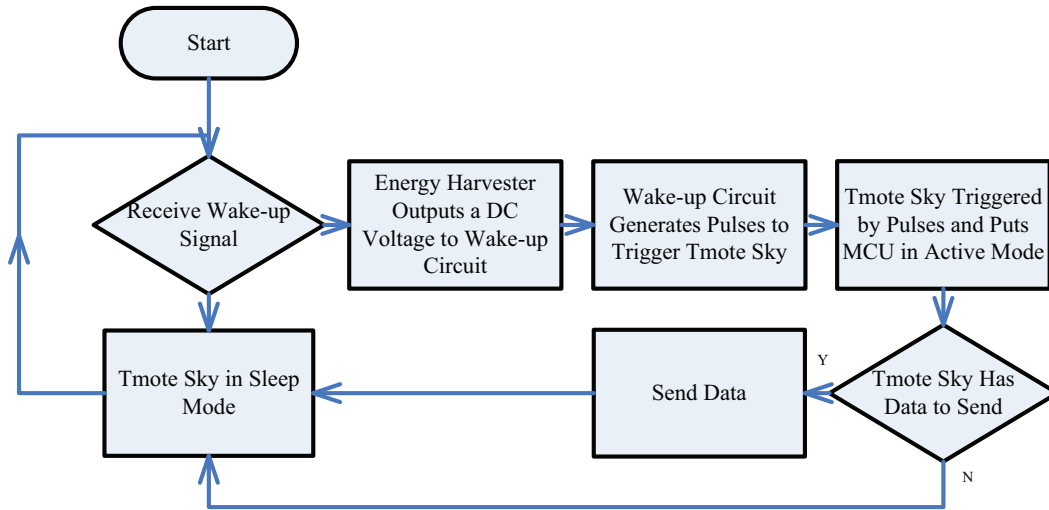 Start
Receive Wake-up
Signal
Energy Harvester
Outputs a DC
Voltage to Wake-up
Circuit
Wake-up Circuit
Generates Pulses to
Trigger Tmote Sky
Tmote Sky Triggered
by Pulses and Puts
MCU in Active Mode
Tmote Sky in Sleep
Mode
Send Data
Y
Tmote Sky Has
Data to Send
N